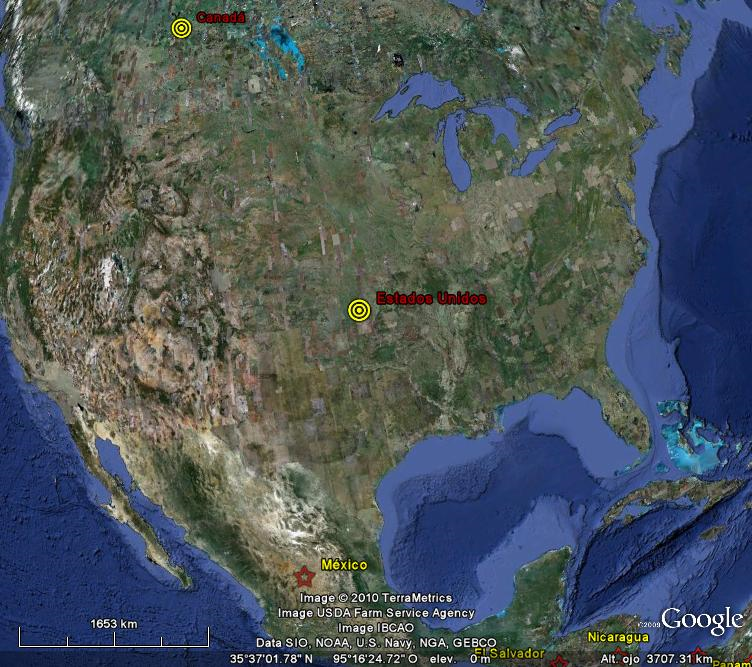 Canadá
Estados Unidos
México
Image © 2010 TerraMetrics
Image USDA Farm Service Agency
Image IBCAO
Data SIO, NOAA, U.S. Navy, NGA, GEBCO
1653 km
©2009 Google
Nicaragua
El Salvador
35°37'01.78" N 95°16'24.72" O elev. 0 m
Alt. ojo 3707.31 km
Panam